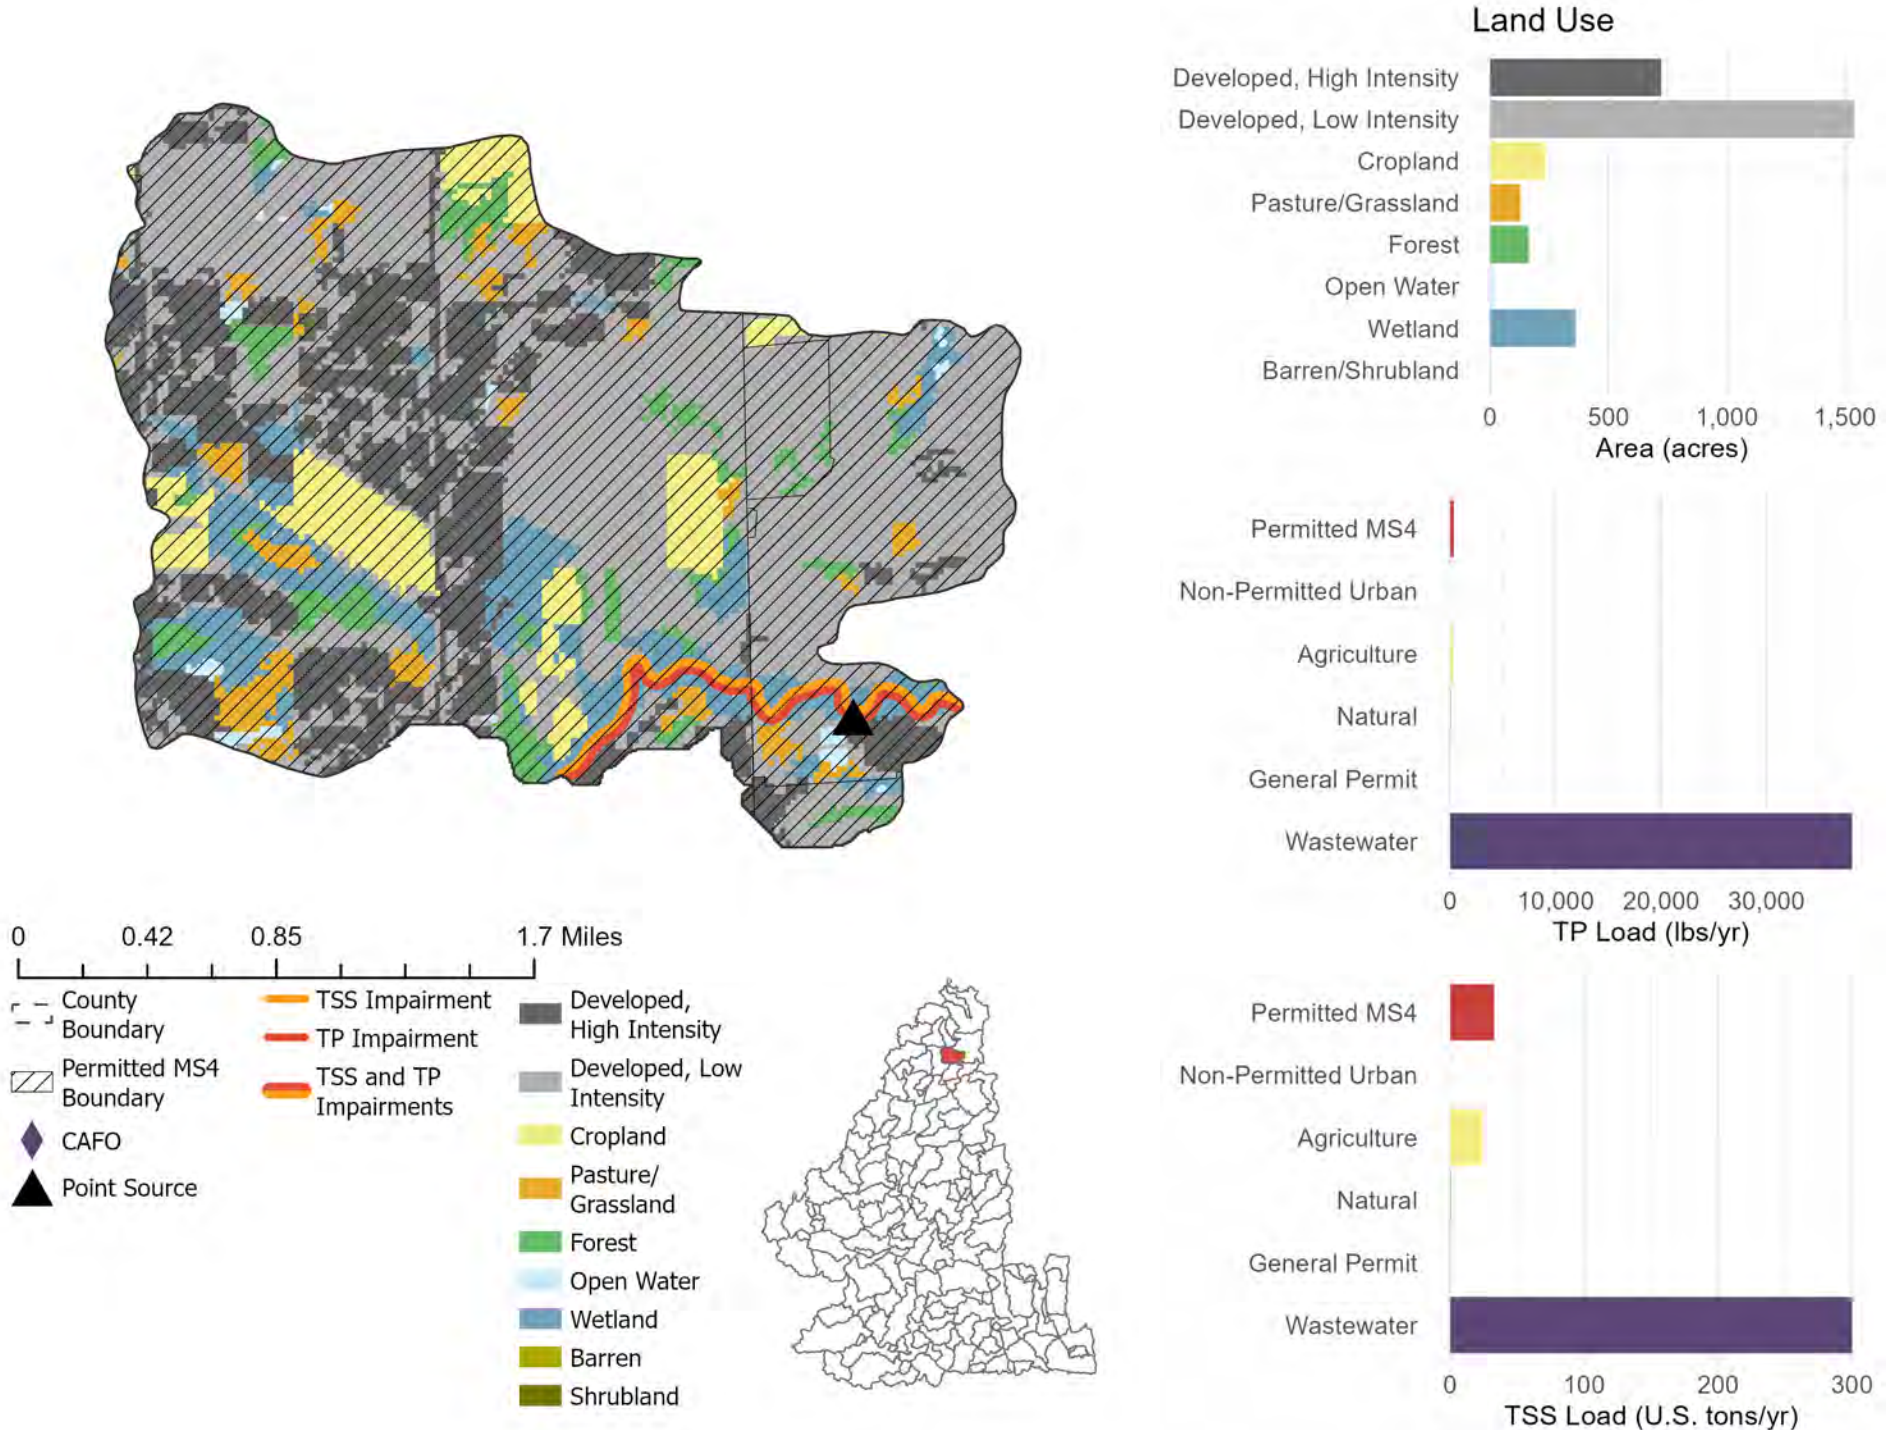 Land Use
Developed, High Intensity
Developed, Low Intensity
Cropland
Pasture/Grassland
Forest
Open Water
Wetland
Barren/Shrubland
0 500 1,000 1,500
Area (acres)
Permitted MS4
Non-Permitted Urban
Agriculture
Natural
General Permit
Wastewater
0 10,000 20,000 30,000
TP Load (lbs/yr)
Permitted MS4
Non-Permitted Urban
Agriculture
Natural
General Permit
Wastewater
0 100 200 300
TSS Load (U.S. tons/yr)
0 0.42 0.85 1.7 Miles
County
Boundary
Permitted MS4
Boundary
CAFO
Point Source
TSS Impairment
TP Impairment
TSS and TP
Impairments
Developed,
High Intensity
Developed, Low
Intensity
Cropland
Pasture/
Grassland
Forest
Open Water
Wetland
Barren
Shrubland